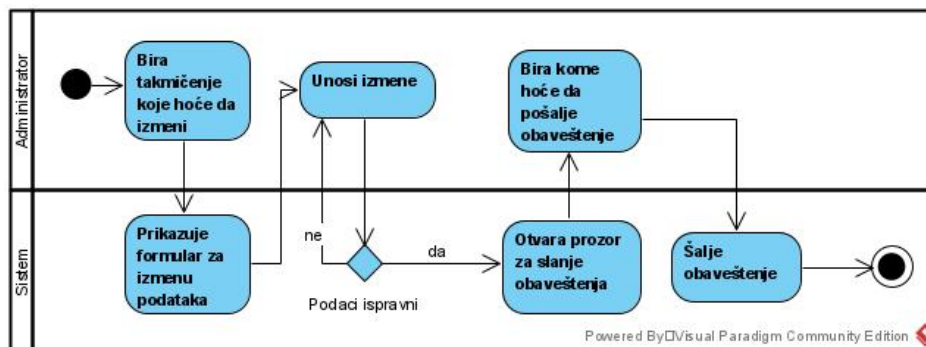 Administrator
Bira
takmičenje
koje hoće da
izmeni
Unosi izmene
Bira kome
hoće da
pošalje
obaveštenje
Sistem
Prikazuje
formular za
izmenu
podataka
ne
Podaci ispravni
da
Otvara prozor
za slanje
obaveštenja
Šalje
obaveštenje
Powered By□Visual Paradigm Community Edition